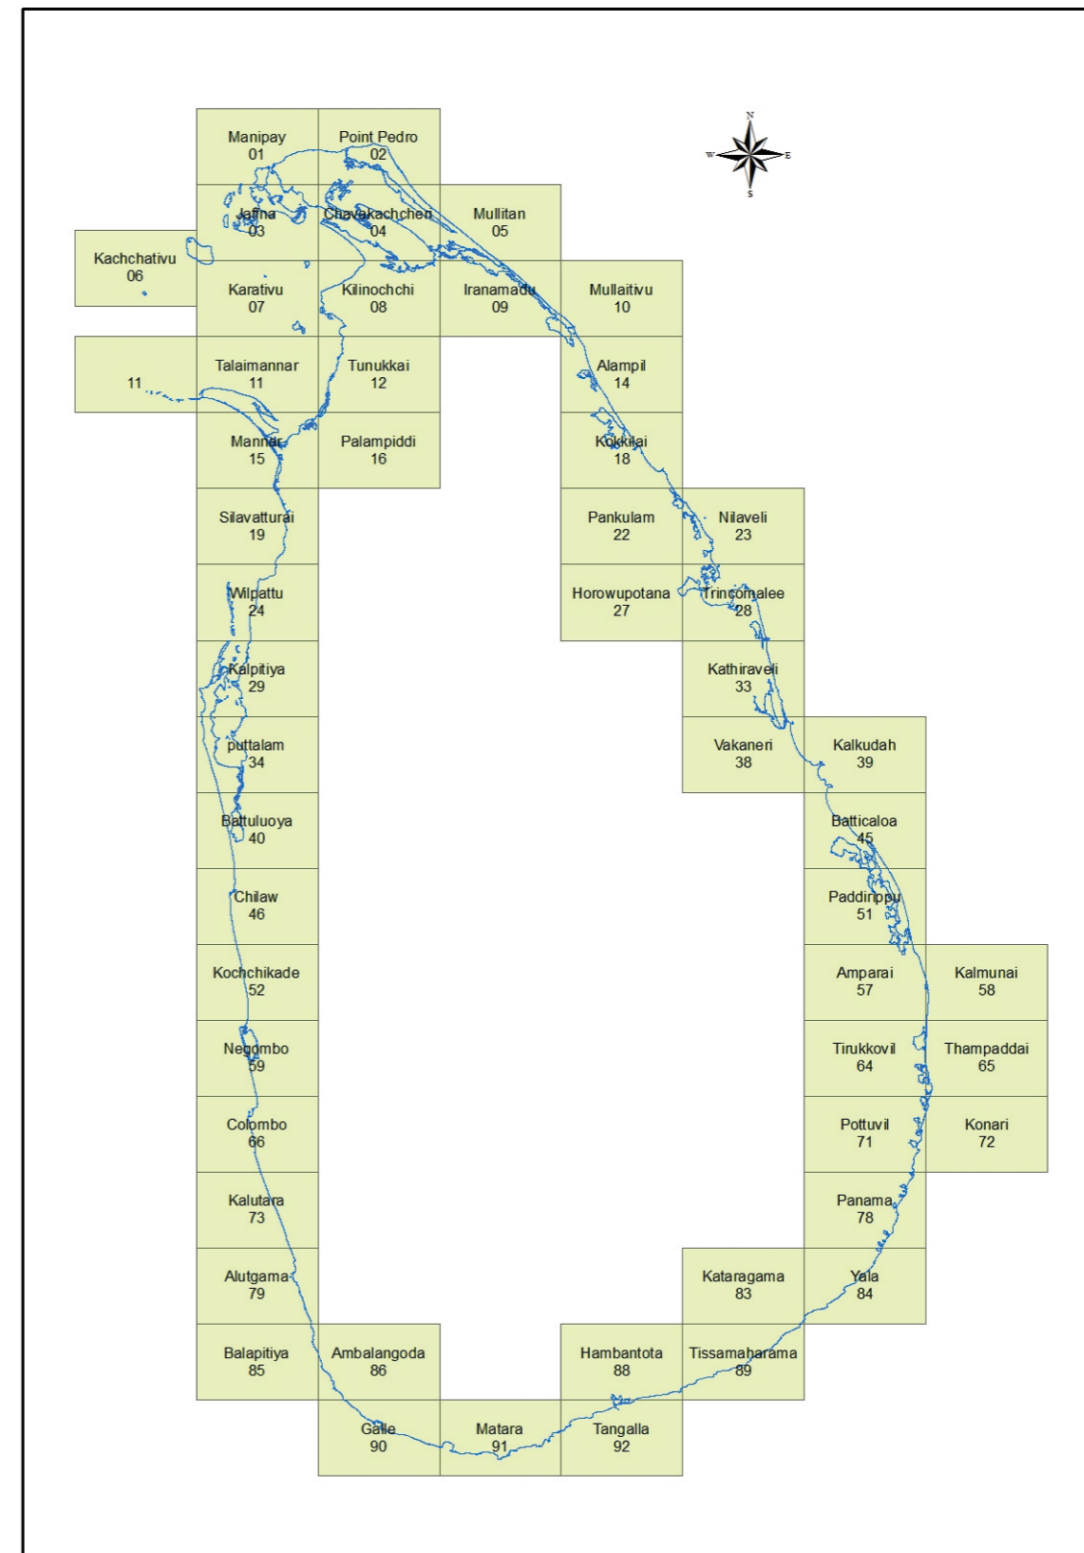 N
W E
S
Manipay
01
Point Pedro
02
Jaffna
03
Chavakachcheri
04
Mullitan
05
Kachchativu
06
Karativu
07
Kilinochchi
08
Iranamadu
09
Mullaitivu
10
11
Talaimannar
11
Tunukkai
12
Alampil
14
Mannar
15
Palampiddi
16
Kokkilai
18
Silavatturai
19
Pankulam
22
Nilaveli
23
Wilpattu
24
Horowupotana
27
Trincomalee
28
Kalpitiya
29
Kathiraveli
33
puttalam
34
Vakaneri
38
Kalkudah
39
Battuluoya
40
Batticaloa
45
Chilaw
46
Paddirippu
51
Kochchikade
52
Amparai
57
Kalmunai
58
Negombo
59
Tirukkovil
64
Thampaddai
65
Colombo
66
Pottuvil
71
Konari
72
Kalutara
73
Panama
78
Alutgama
79
Kataragama
83
Yala
84
Balapitiya
85
Ambalangoda
86
Hambantota
88
Tissamaharama
89
Galle
90
Matara
91
Tangalla
92